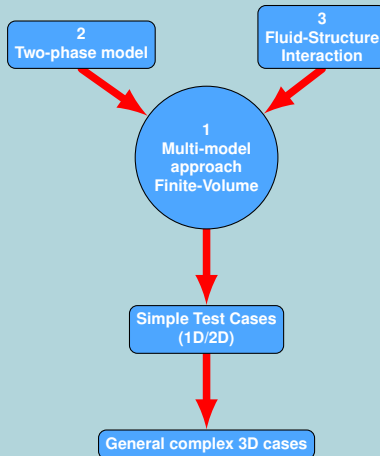 2
Two-phase model
3
Fluid-Structure
Interaction
1
Multi-model
approach
Finite-Volume
Simple Test Cases
(1D/2D)
General complex 3D cases